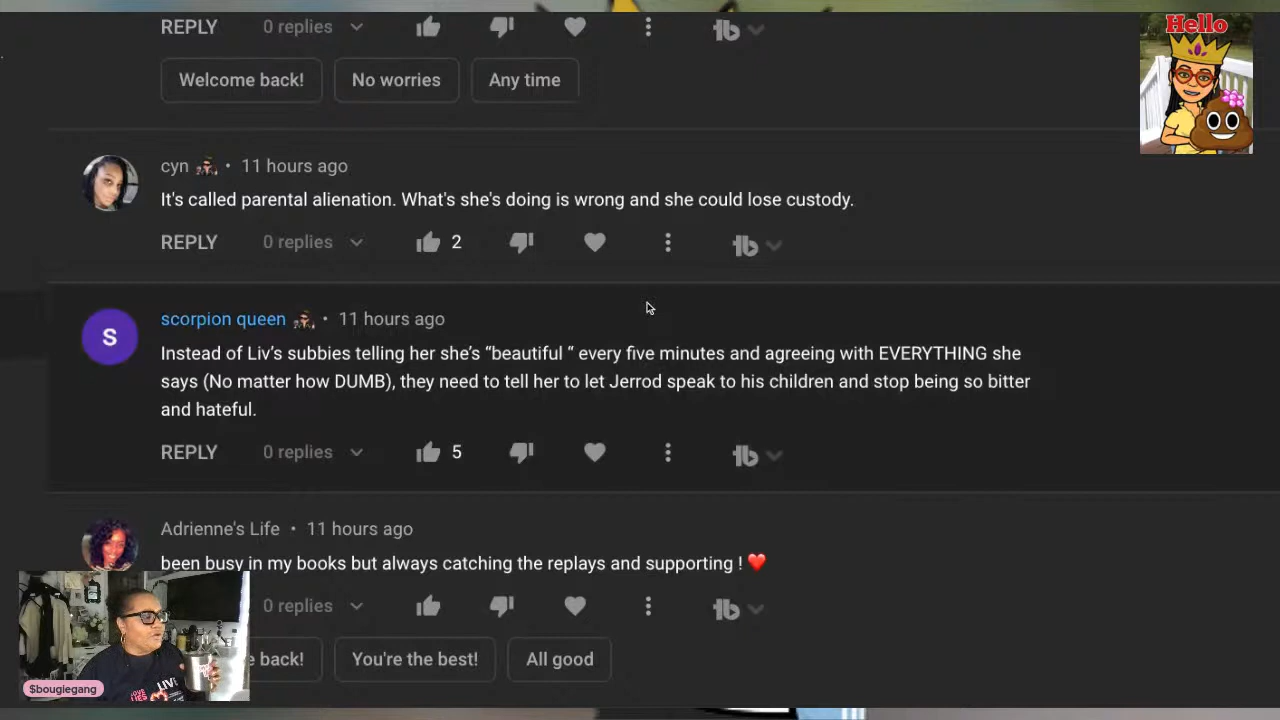 Hello
REPLY 0 replies
Welcome back! No worries Any time
cyn • 11 hours ago
It's called parental alienation. What's she's doing is wrong and she could lose custody.
REPLY 0 replies 2
S
scorpion queen • 11 hours ago
Instead of Liv’s subbies telling her she’s “beautiful “ every five minutes and agreeing with EVERYTHING she
says (No matter how DUMB), they need to tell her to let Jerrod speak to his children and stop being so bitter
and hateful.
REPLY 0 replies 5
Adrienne's Life • 11 hours ago
been busy in my books but always catching the replays and supporting !
0 replies
back! You're the best! All good
$bougiegang